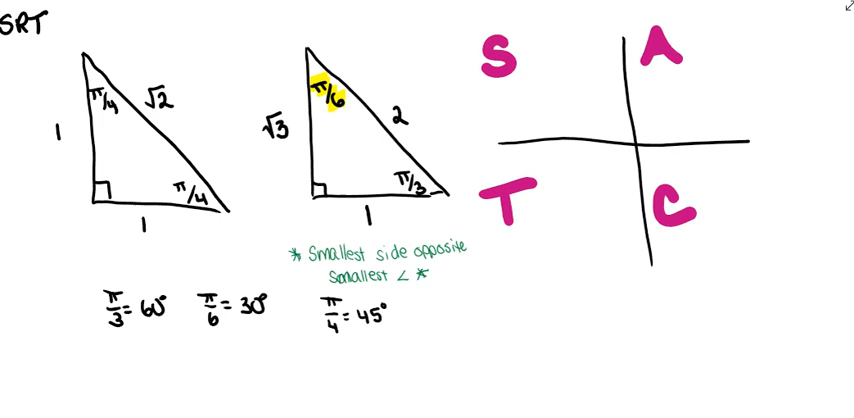 SRT
π/4 √2
1
π/4
1
π/6
√3 2
π/3
1
* Smallest side opposite
smallest ∠ *
π/3 = 60° π/6 = 30° π/4 = 45°
S A
T C